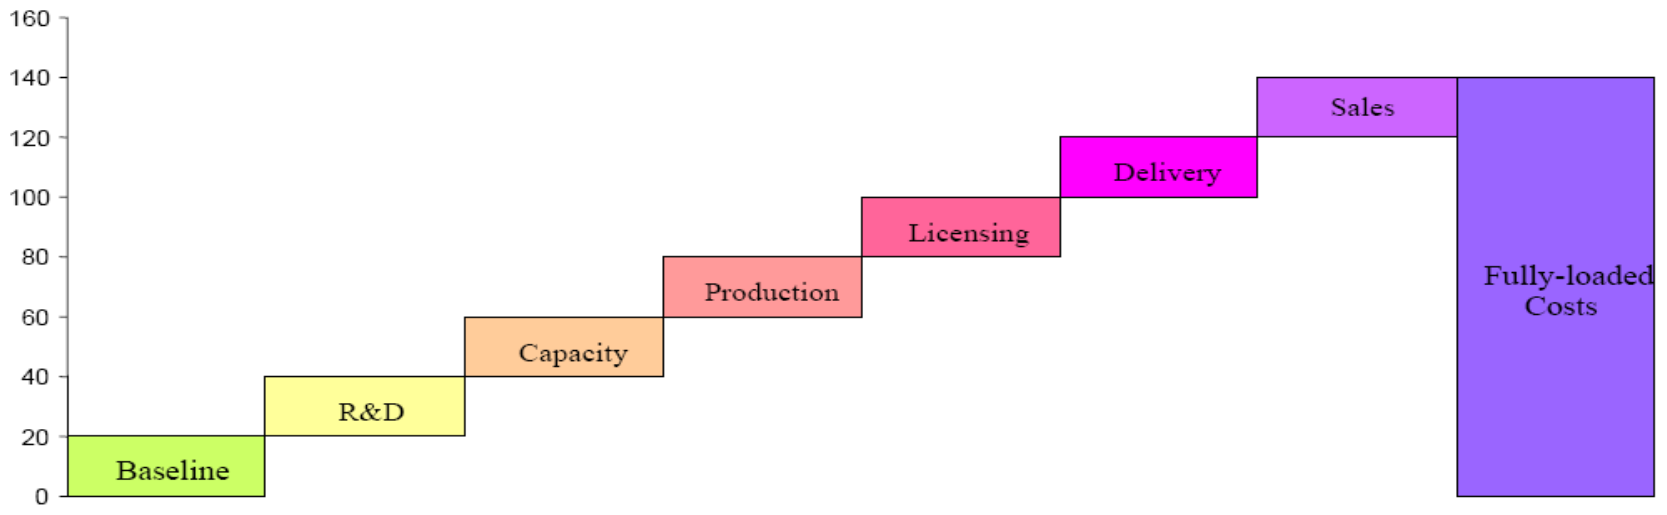 160
140
120
100
80
60
40
20
0
Baseline
R&D
Capacity
Production
Licensing
Delivery
Sales
Fully-loaded
Costs